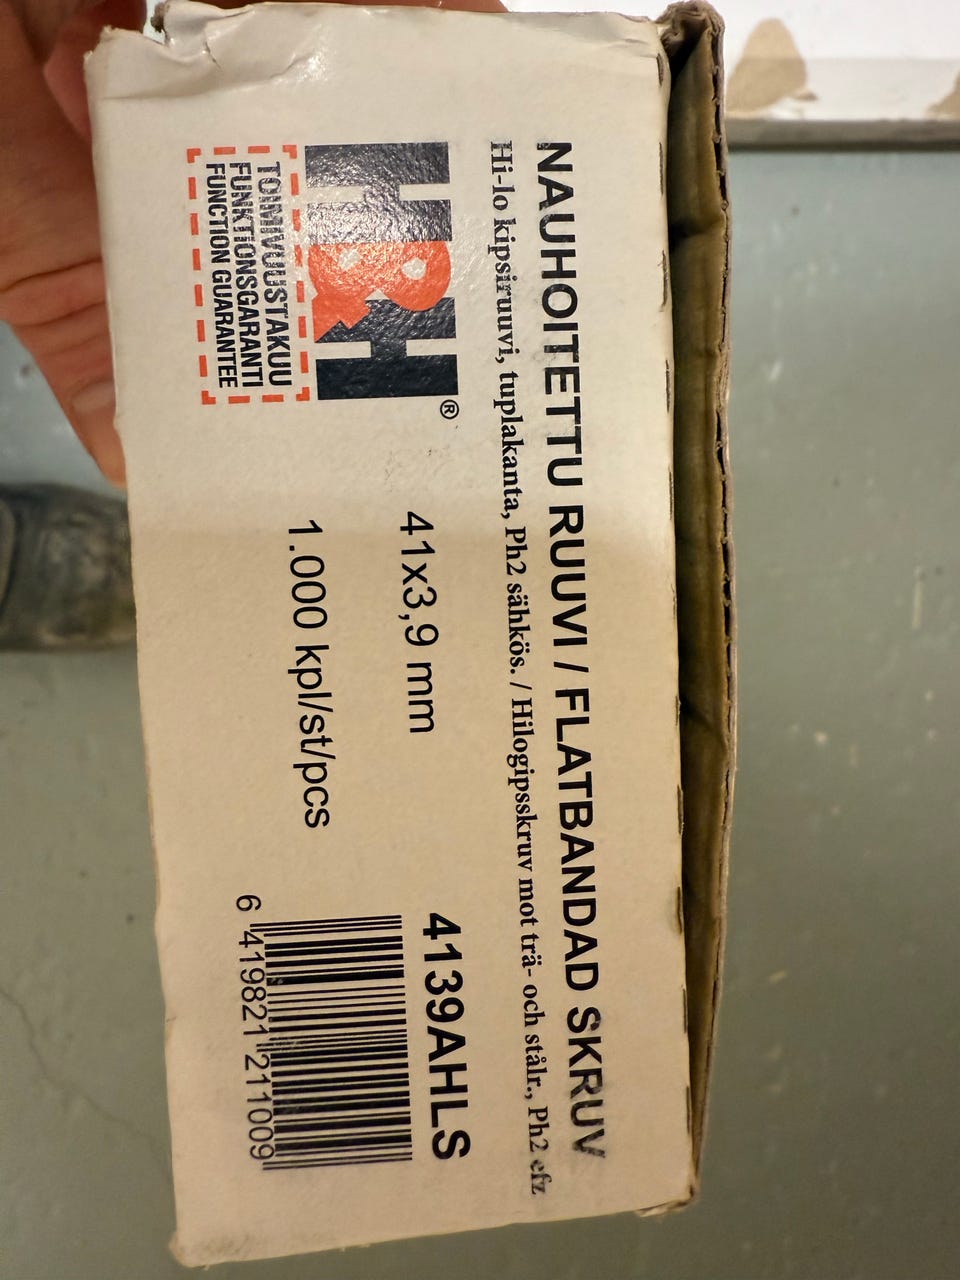 NAUHOITETTU RUUVI / FLATBANDAD SKRUV
Hi-lo kipsiruuvi, tuplakanta, Ph2 sähkös. / Hilogipsskruv mot trä- och stålr., Ph2 efz
H&H®
TOIMIVUUSTAKUU
FUNKTIONSGARANTI
FUNCTION GUARANTEE
41x3,9 mm
1.000 kpl/st/pcs
4139AHLS
6 419821 211009